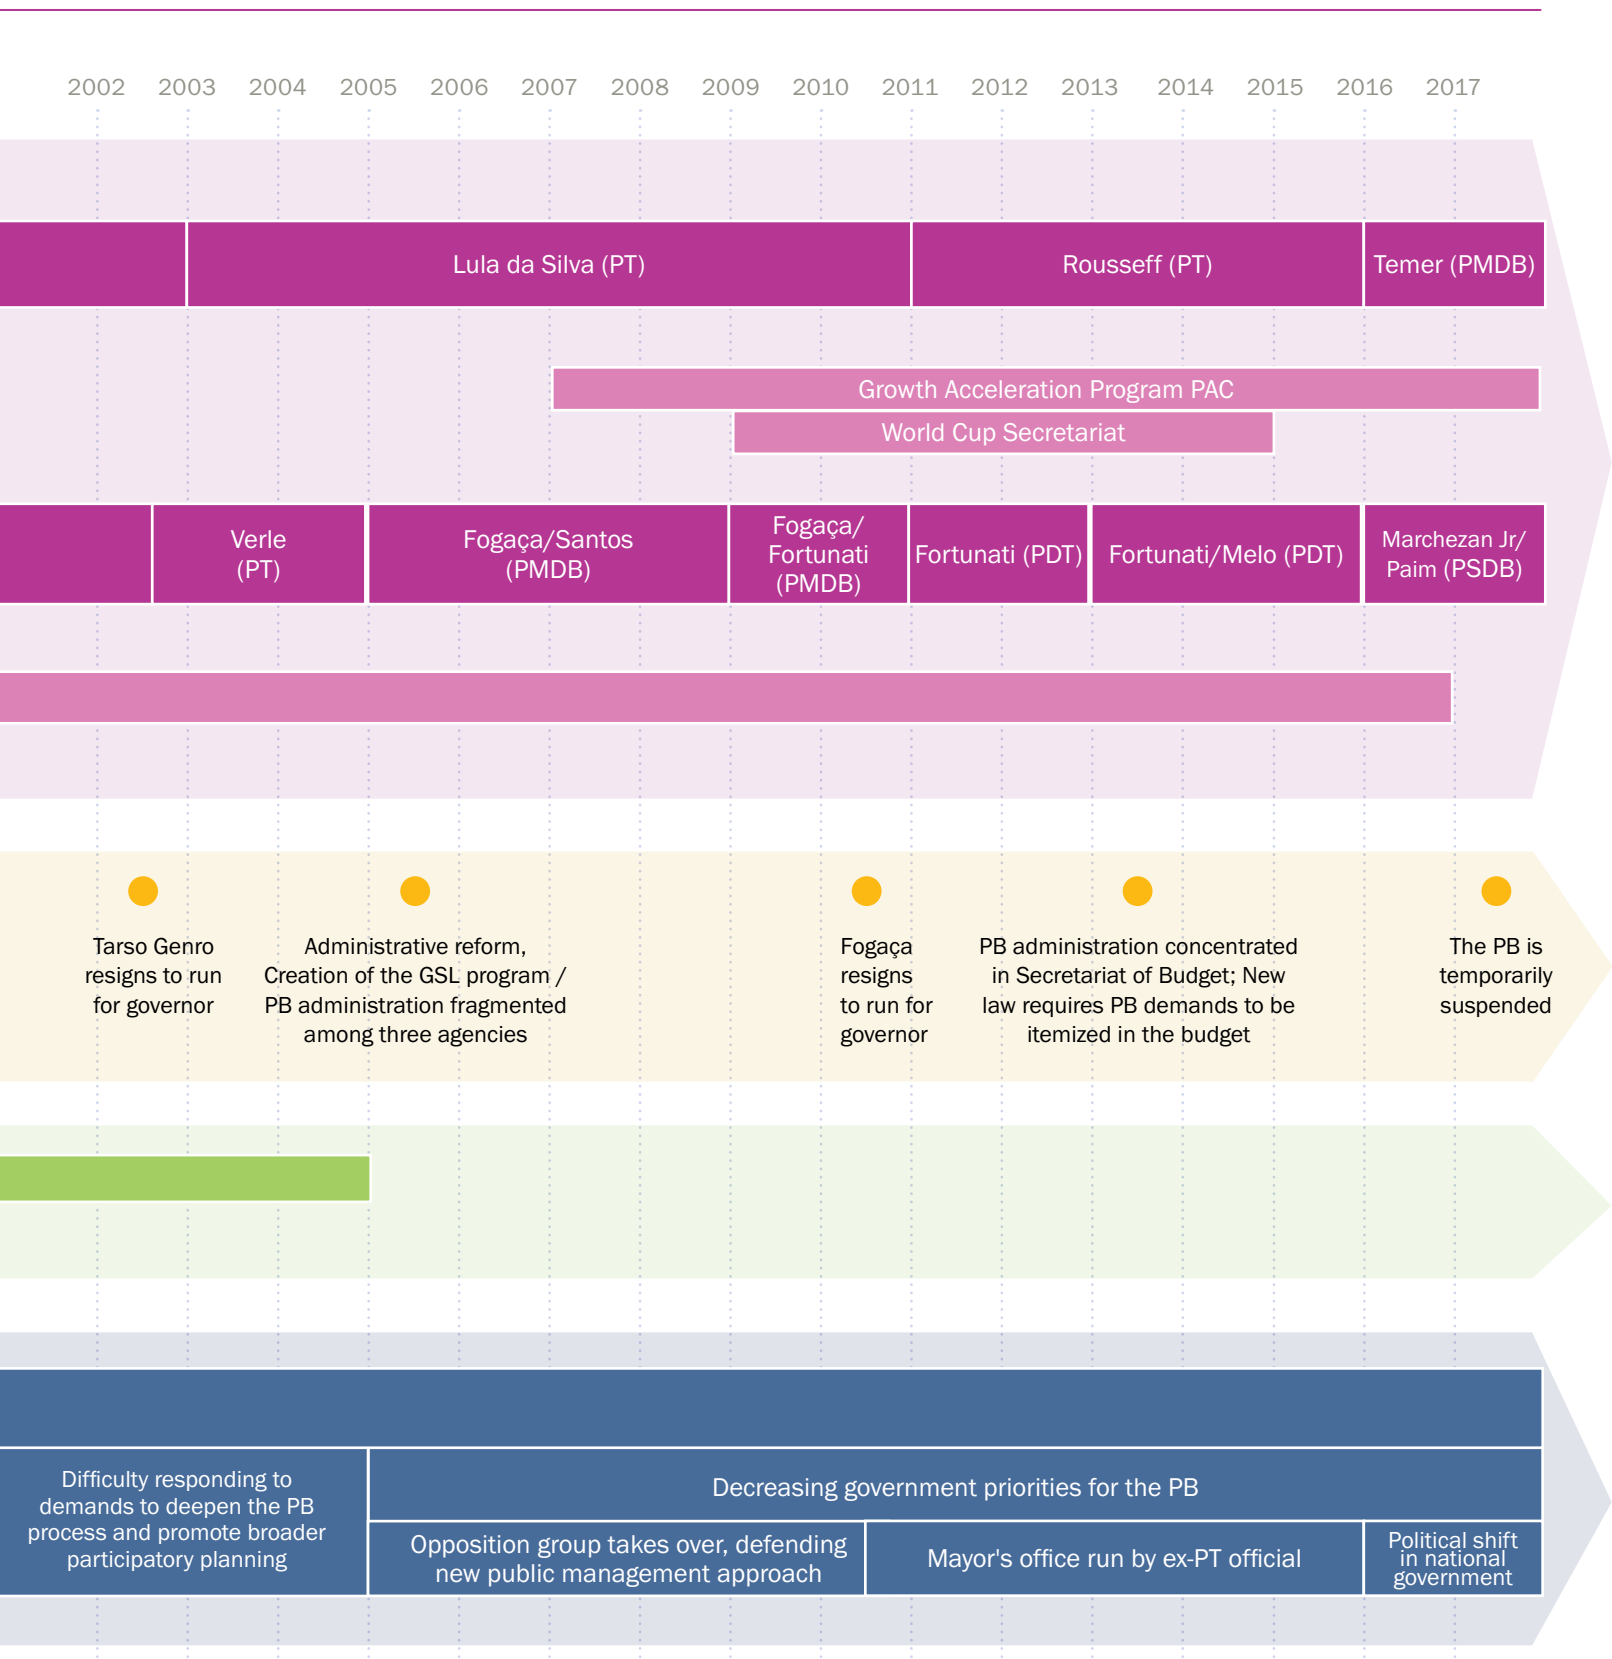 2002 2003 2004 2005 2006 2007 2008 2009 2010 2011 2012 2013 2014 2015 2016 2017
Lula da Silva (PT)
Rousseff (PT)
Temer (PMDB)
Growth Acceleration Program PAC
World Cup Secretariat
Verle
(PT)
Fogaça/Santos
(PMDB)
Fogaça/
Fortunati
(PMDB)
Fortunati (PDT)
Fortunati/Melo (PDT)
Marchezan Jr/
Paim (PSDB)
Tarso Genro
resigns to run
for governor
Administrative reform,
Creation of the GSL program /
PB administration fragmented
among three agencies
Fogaça
resigns
to run for
governor
PB administration concentrated
in Secretariat of Budget; New
law requires PB demands to be
itemized in the budget
The PB is
temporarily
suspended
Difficulty responding to
demands to deepen the PB
process and promote broader
participatory planning
Decreasing government priorities for the PB
Opposition group takes over, defending
new public management approach
Mayor's office run by ex-PT official
Political shift
in national
government